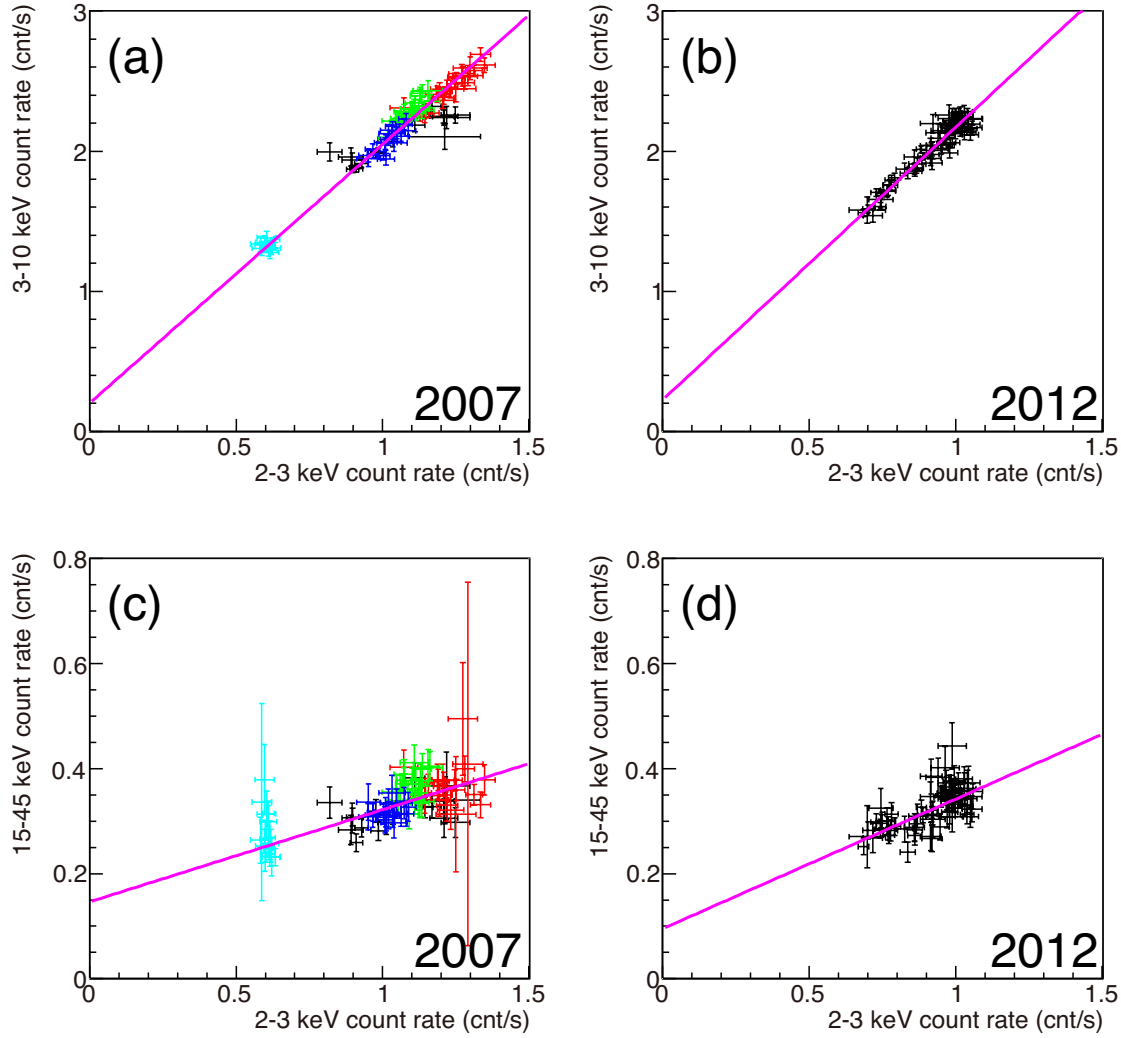 3-10 keV count rate (cnt/s)
3
2
1
0
(a)
2007
0 0.5 1 1.5
2-3 keV count rate (cnt/s)
3-10 keV count rate (cnt/s)
3
2
1
0
(b)
2012
0 0.5 1 1.5
2-3 keV count rate (cnt/s)
15-45 keV count rate (cnt/s)
0.8
0.6
0.4
0.2
0
(c)
2007
0 0.5 1 1.5
2-3 keV count rate (cnt/s)
15-45 keV count rate (cnt/s)
0.8
0.6
0.4
0.2
0
(d)
2012
0 0.5 1 1.5
2-3 keV count rate (cnt/s)